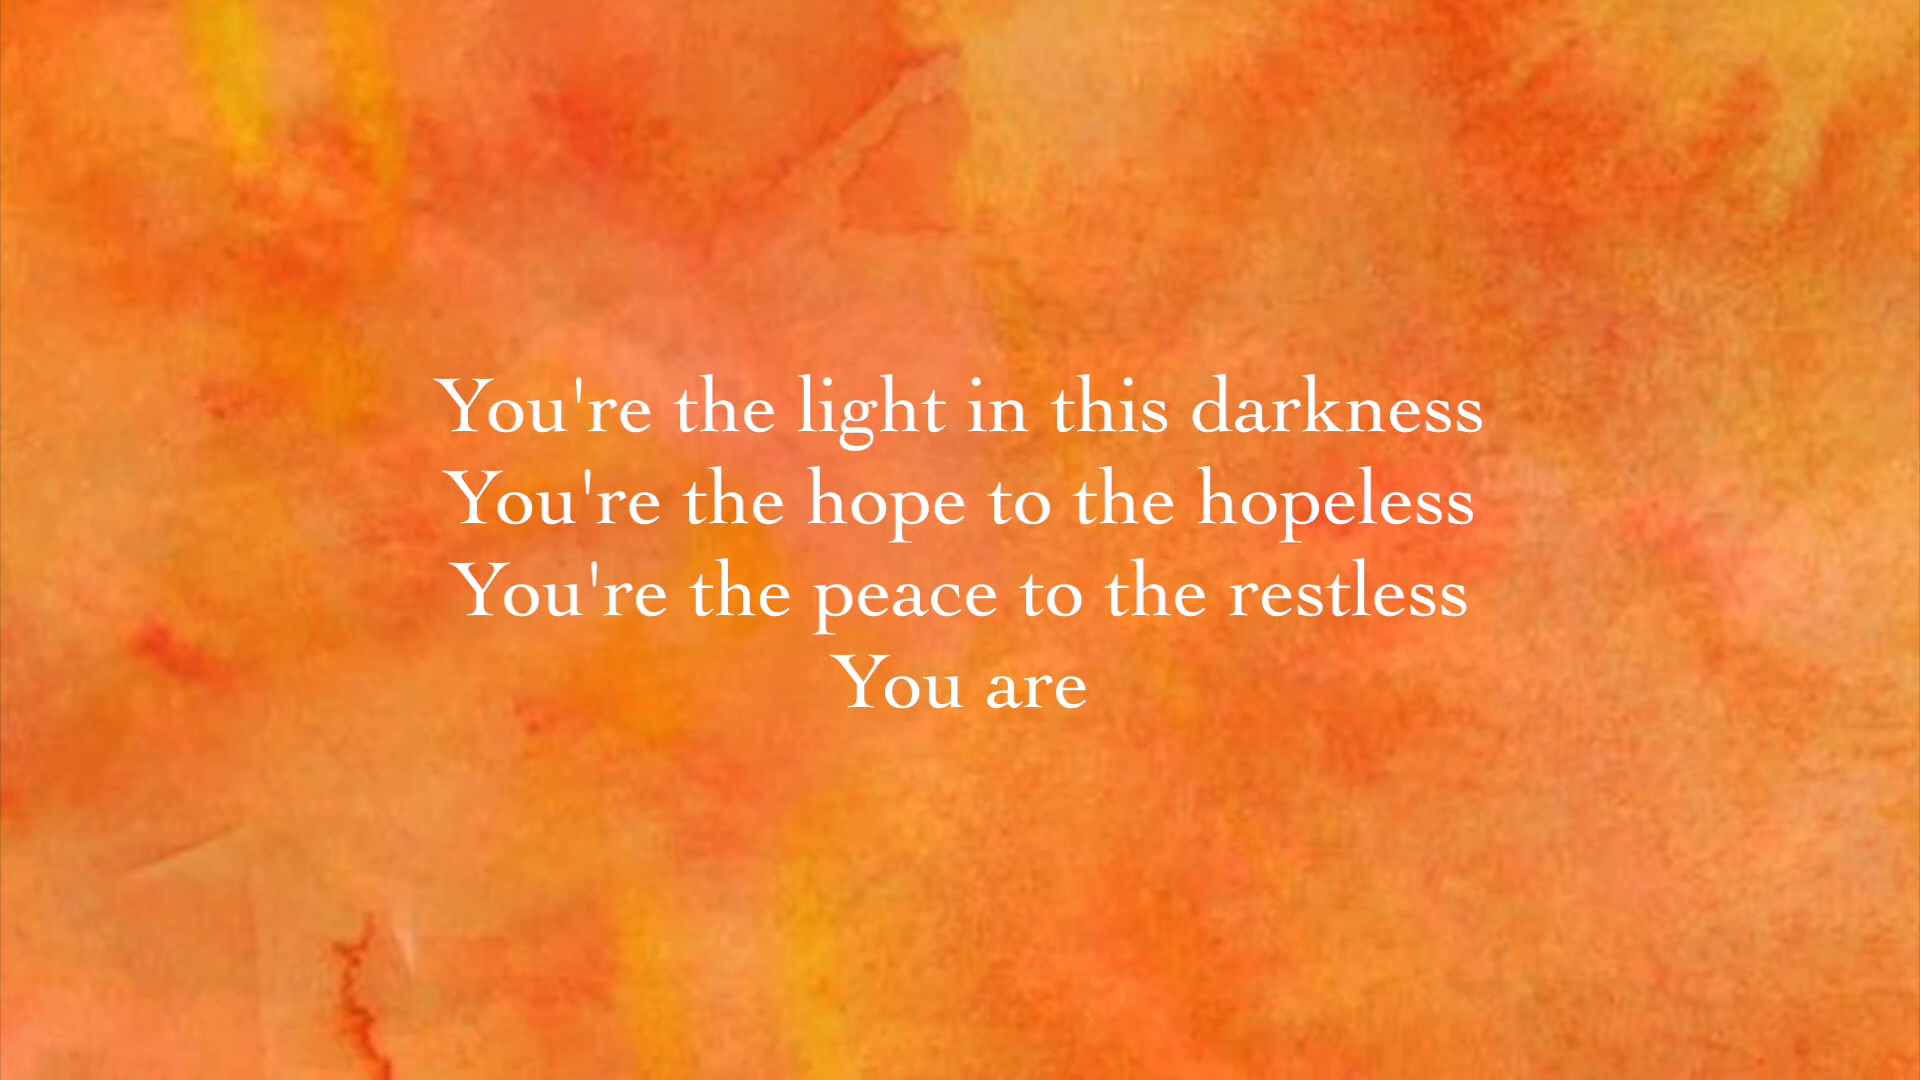 You're the light in this darkness
You're the hope to the hopeless
You're the peace to the restless
You are